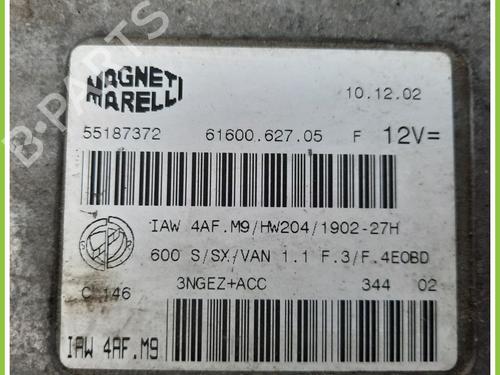 MAGNETI
MARELLI
10.12.02
55187372 61600.627.05 F 12V=
IAW 4AF.M9/HW204/1902-27H
600 S/SX/VAN 1.1 F.3/F.4EOBD
C 146 3NGEZ+ACC 344 02
IAW 4AF.M9
B-PARTS